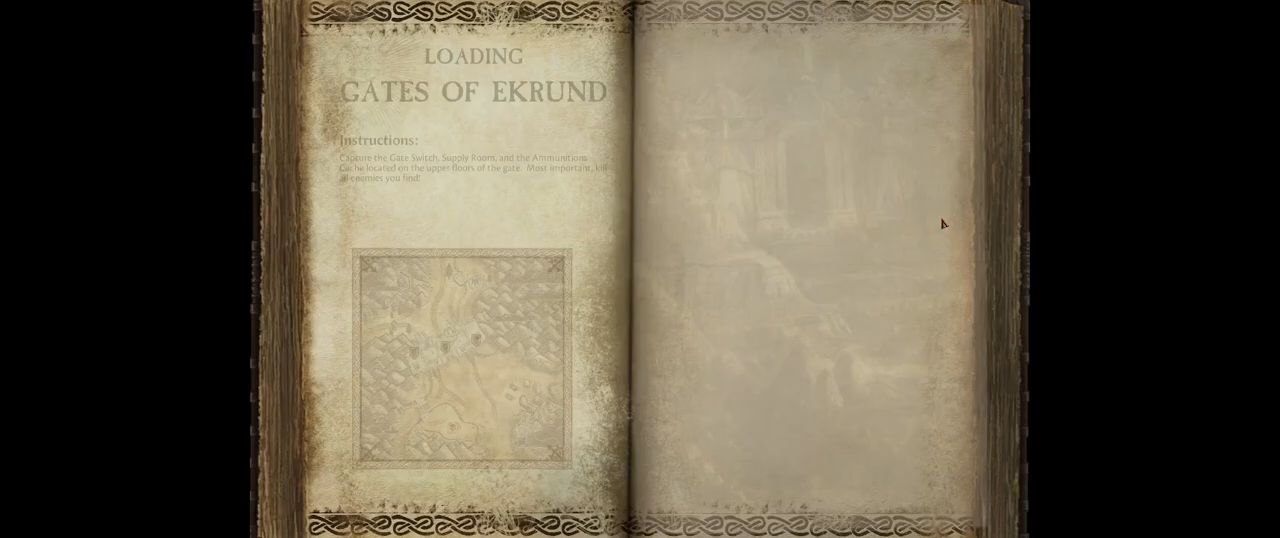 LOADING
GATES OF EKRUND
Instructions:
Capture the Gate Switch, Supply Room, and the Ammunitions
Cache located on the upper floors of the gate. Most important, kill
all enemies you find!